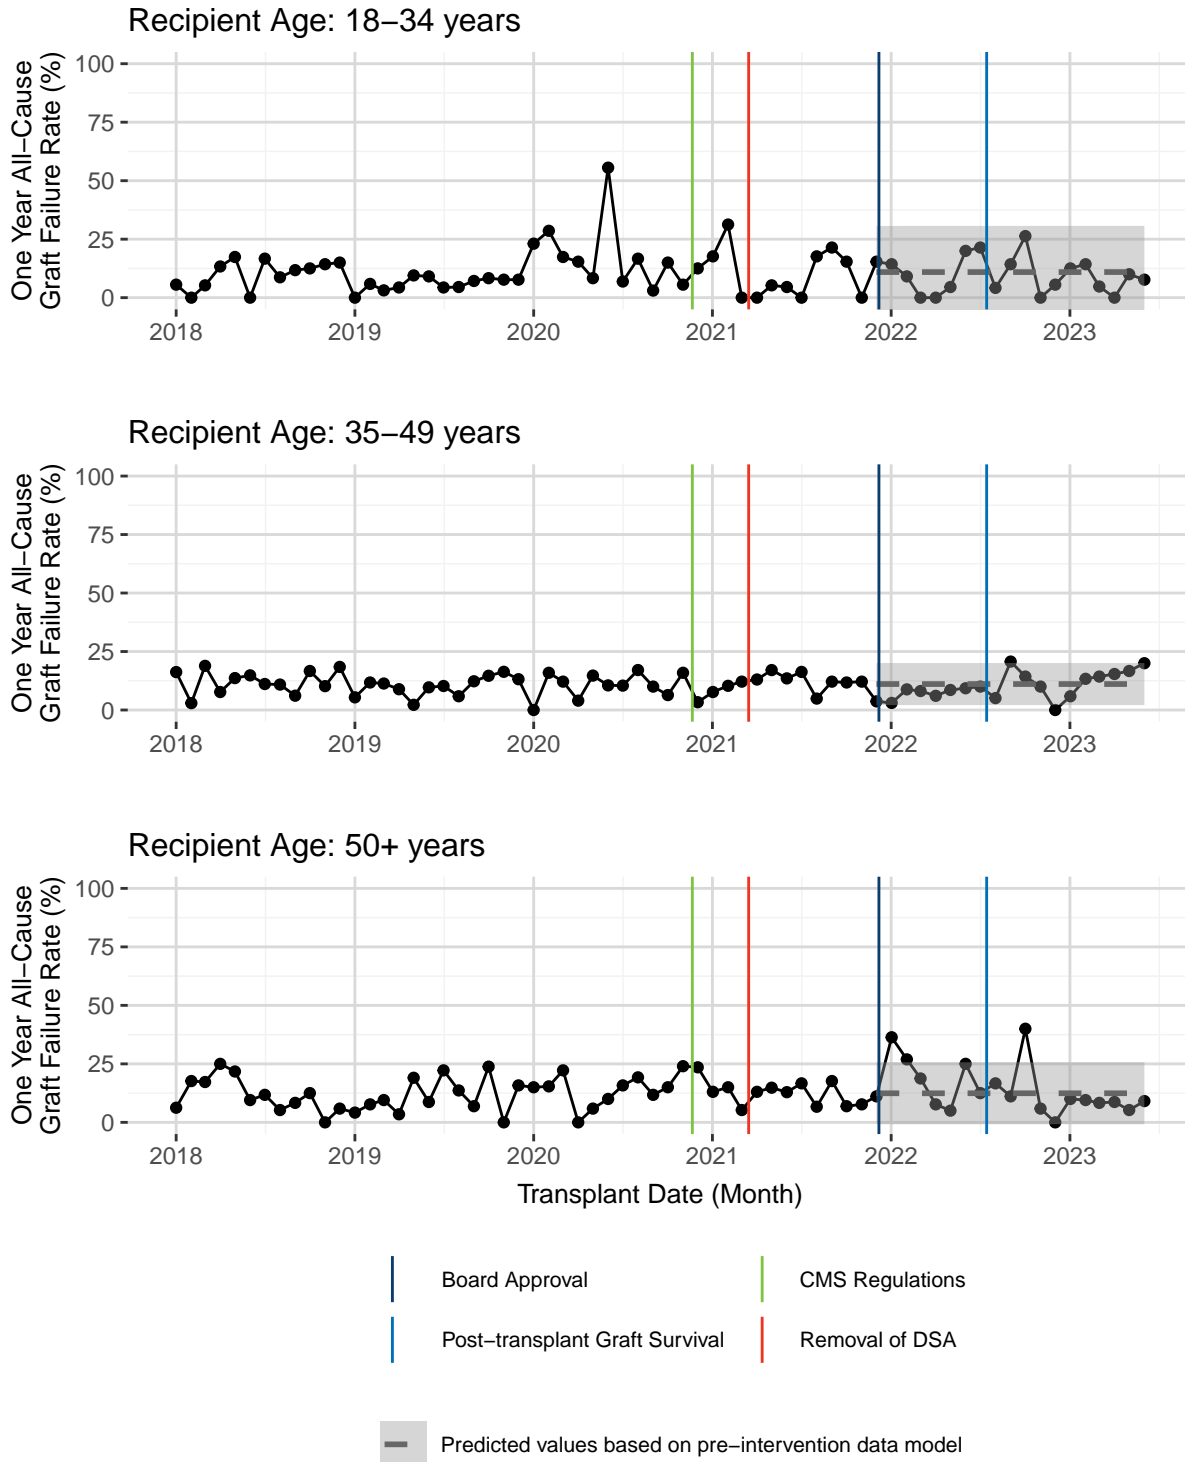 Recipient Age: 18−34 years
One Year All−Cause
Graft Failure Rate (%)
100
75
50
25
0
2018 2019 2020 2021 2022 2023
Recipient Age: 35−49 years
One Year All−Cause
Graft Failure Rate (%)
100
75
50
25
0
2018 2019 2020 2021 2022 2023
Recipient Age: 50+ years
One Year All−Cause
Graft Failure Rate (%)
100
75
50
25
0
2018 2019 2020 2021 2022 2023
Transplant Date (Month)
Board Approval CMS Regulations
Post−transplant Graft Survival Removal of DSA
Predicted values based on pre−intervention data model